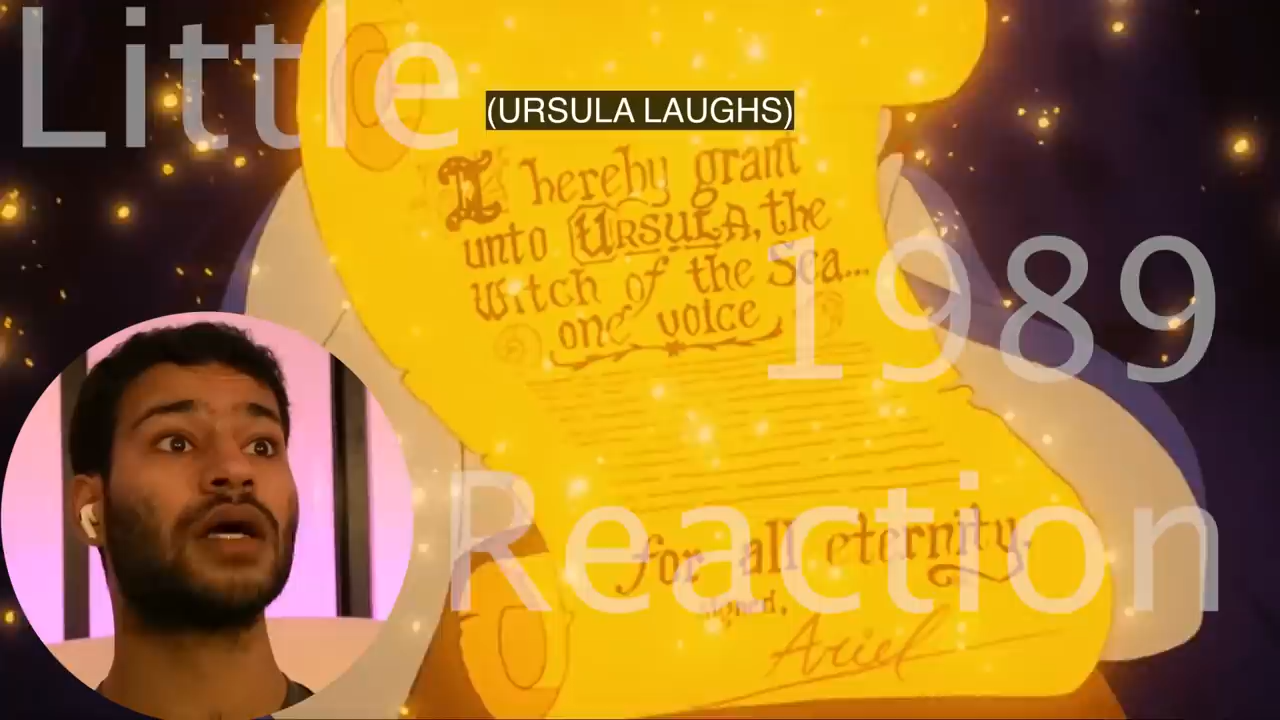 Little
(URSULA LAUGHS)
I hereby grant
unto URSULA, the
witch of the Sea...
one voice
1989
Reaction
for all eternity.
signed,
Ariel